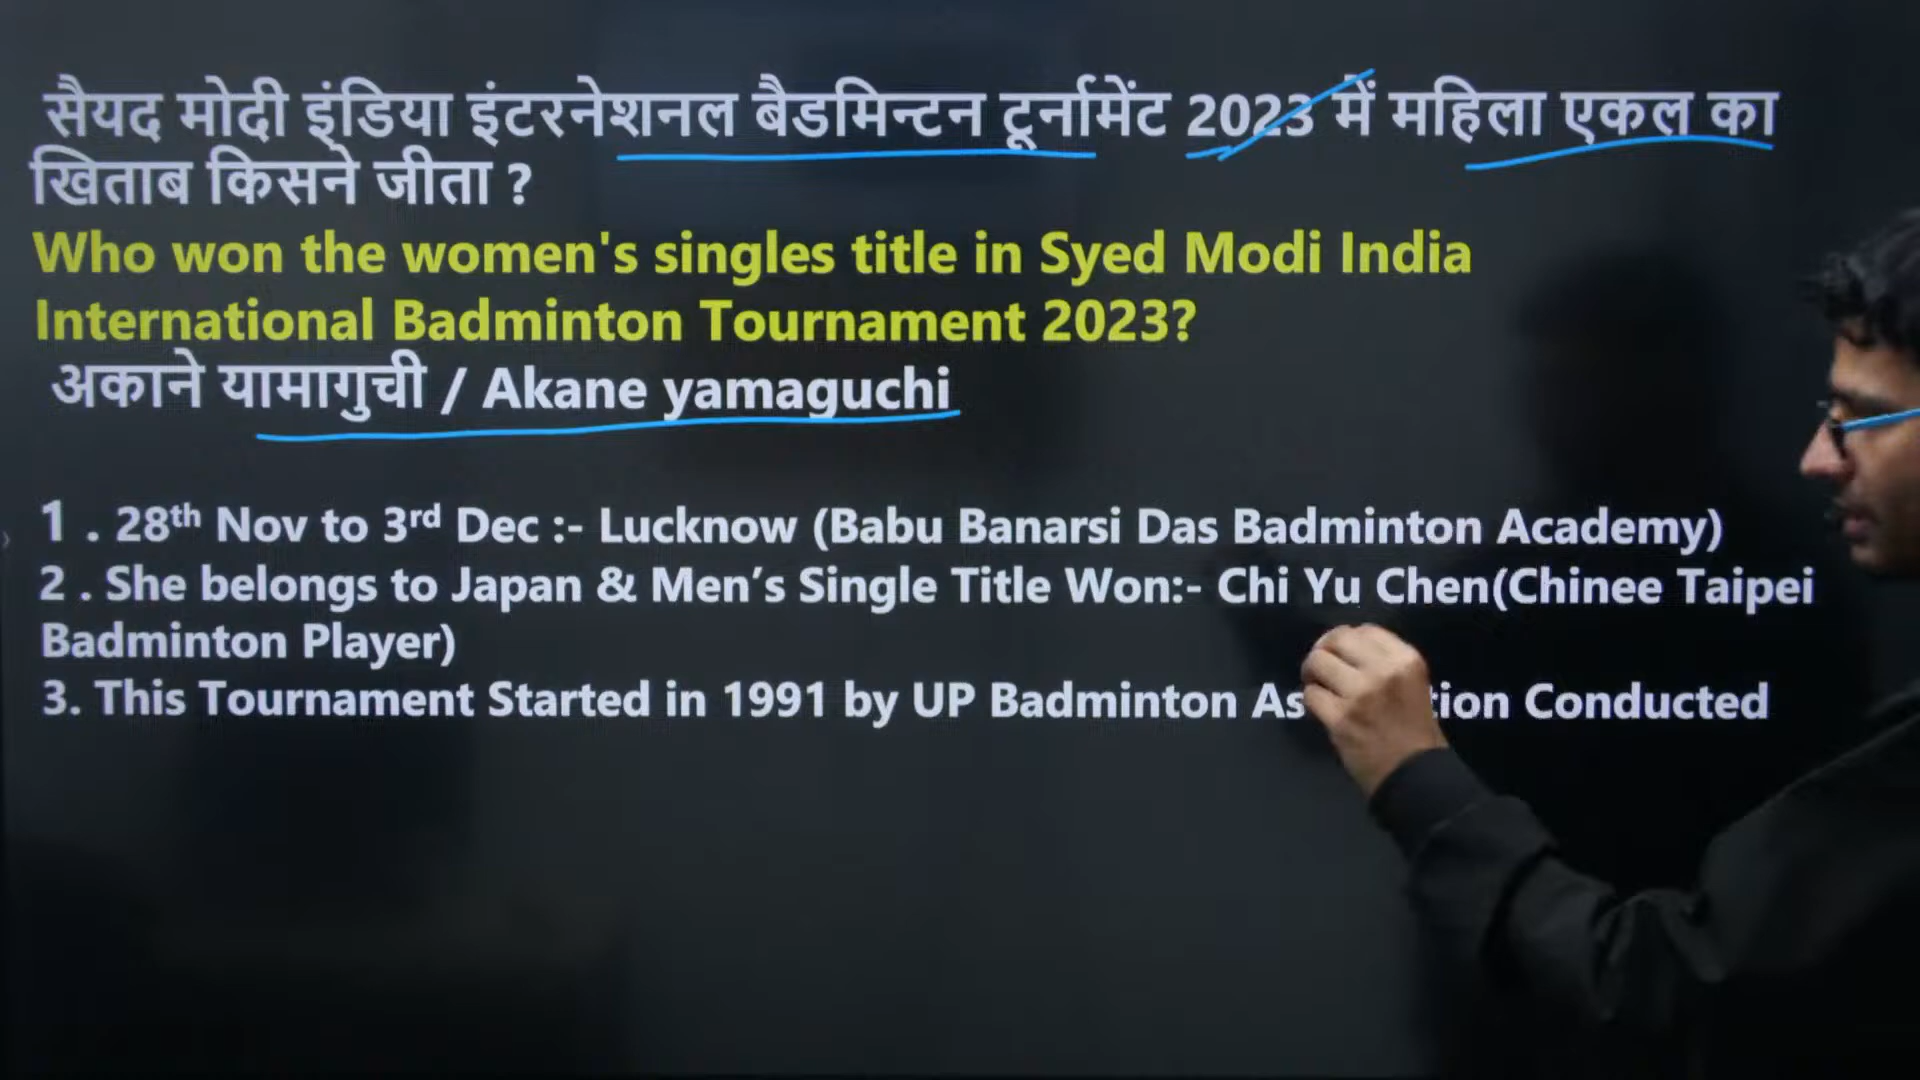 सैयद मोदी इंडिया इंटरनेशनल बैडमिन्टन टूर्नामेंट 2023 में महिला एकल का
खिताब किसने जीता ?
Who won the women's singles title in Syed Modi India
International Badminton Tournament 2023?
अकाने यामागुची / Akane yamaguchi
1 . 28th Nov to 3rd Dec :- Lucknow (Babu Banarsi Das Badminton Academy)
2 . She belongs to Japan & Men’s Single Title Won:- Chi Yu Chen(Chinee Taipei
Badminton Player)
3. This Tournament Started in 1991 by UP Badminton Conducted